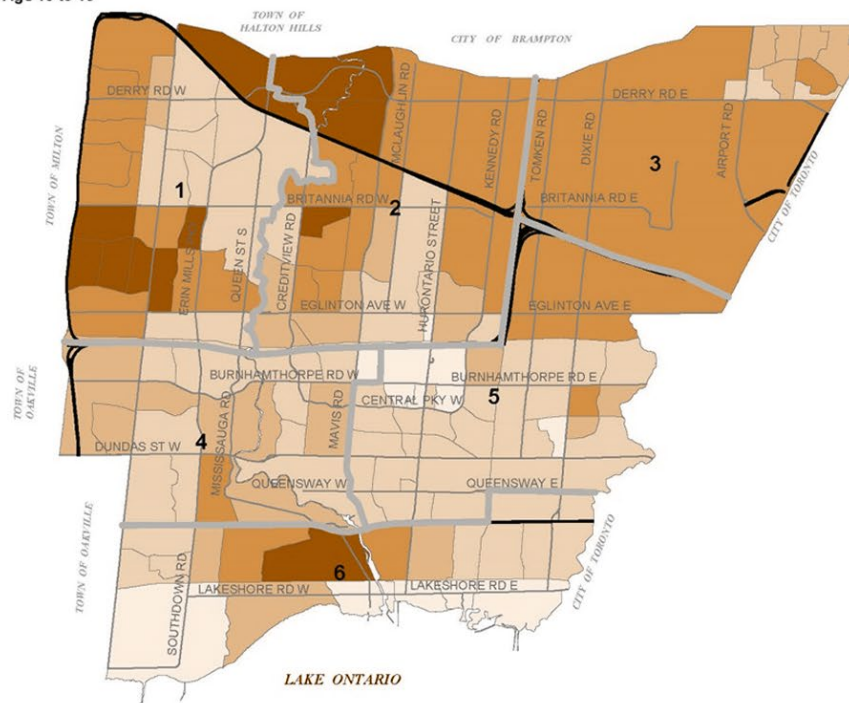 TOWN OF
HALTON HILLS
CITY OF BRAMPTON
DERRY RD W
MCLAUGHLIN RD
KENNEDY RD
TOMKEN RD
DIXIE RD
DERRY RD E
AIRPORT RD
TOWN OF MILTON
CITY OF TORONTO
1
2
3
BRITANNIA RD W
BRITANNIA RD E
QUEEN ST S
CREDITVIEW RD
HURONTARIO STREET
EGLINTON AVE W
EGLINTON AVE E
TOWN OF
OAKVILLE
BURNHAMTHORPE RD W
BURNHAMTHORPE RD E
CENTRAL PKY W
MAVIS RD
MISSISSAUGA RD
4
5
DUNDAS ST W
QUEENSWAY W
QUEENSWAY E
TOWN OF OAKVILLE
CITY OF TORONTO
SOUTHDOWN RD
6
LAKESHORE RD W
LAKESHORE RD E
LAKE ONTARIO